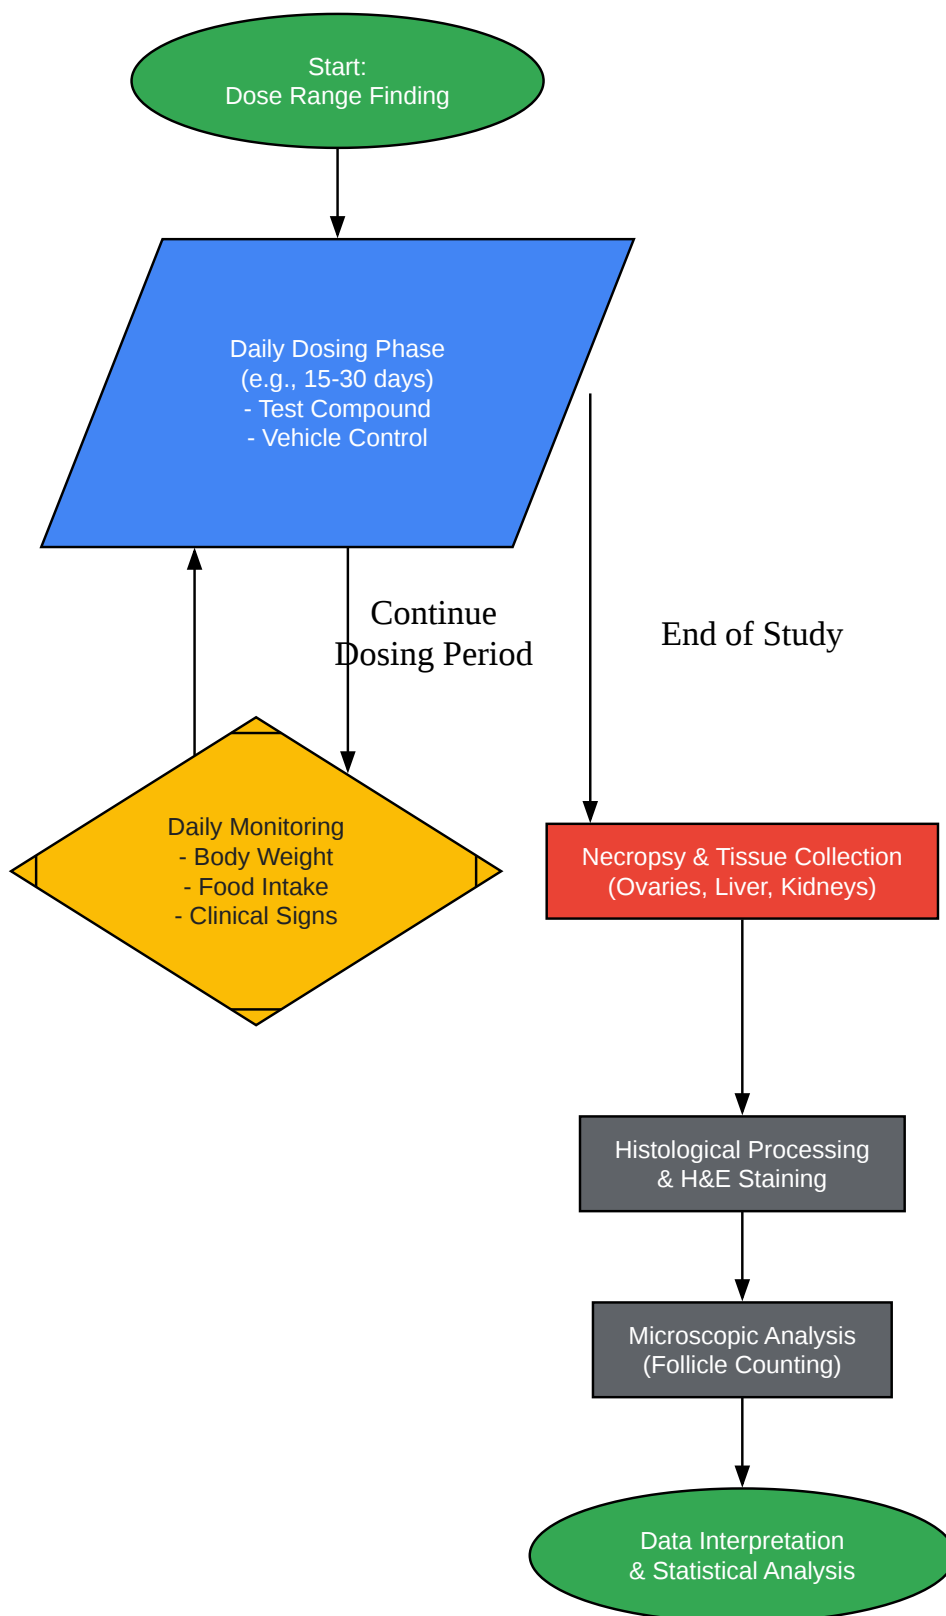 Start:
Dose Range Finding
Daily Dosing Phase
(e.g., 15-30 days)
- Test Compound
- Vehicle Control
Continue
Dosing Period
End of Study
Daily Monitoring
- Body Weight
- Food Intake
- Clinical Signs
Necropsy & Tissue Collection
(Ovaries, Liver, Kidneys)
Histological Processing
& H&E Staining
Microscopic Analysis
(Follicle Counting)
Data Interpretation
& Statistical Analysis